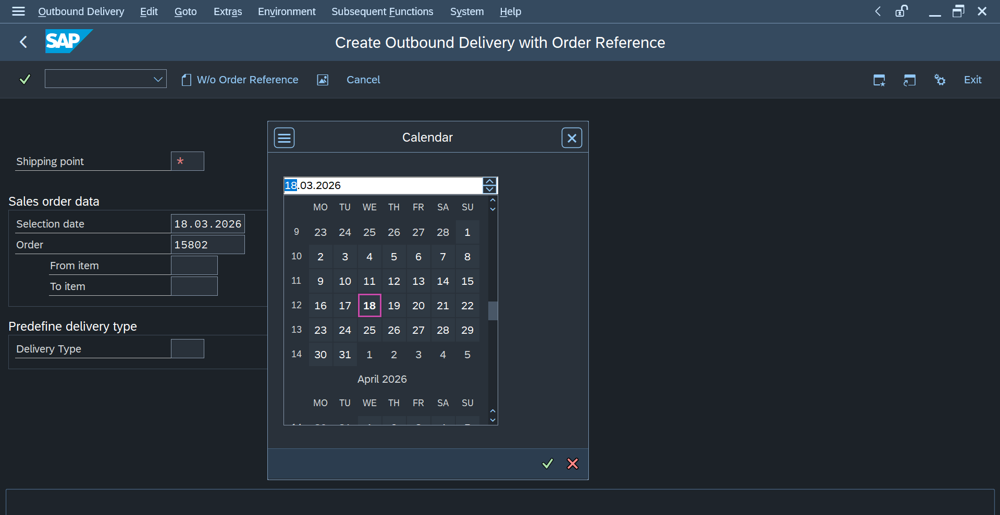 Outbound Delivery Edit Goto Extras Environment Subsequent Functions System Help
SAP Create Outbound Delivery with Order Reference
W/o Order Reference Cancel Exit
Calendar
Shipping point *
18.03.2026
Sales order data
Selection date 18.03.2026
Order 15802
From item
To item
Predefine delivery type
Delivery Type
MO TU WE TH FR SA SU
9 23 24 25 26 27 28 1
10 2 3 4 5 6 7 8
11 9 10 11 12 13 14 15
12 16 17 18 19 20 21 22
13 23 24 25 26 27 28 29
14 30 31 1 2 3 4 5
April 2026
MO TU WE TH FR SA SU